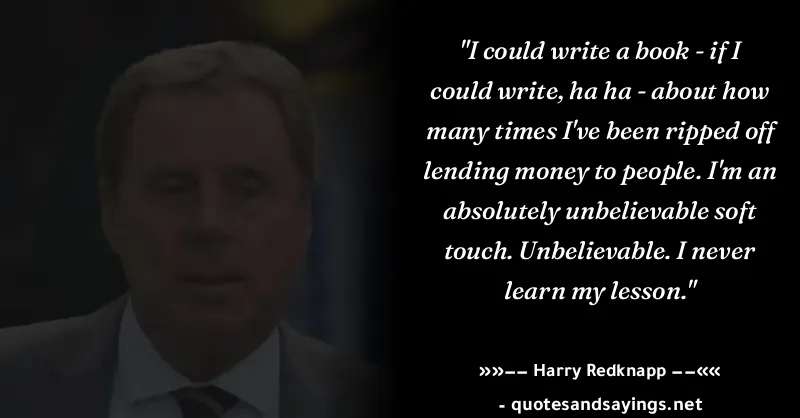 "I could write a book - if I
could write, ha ha - about how
many times I've been ripped off
lending money to people. I'm an
absolutely unbelievable soft
touch. Unbelievable. I never
learn my lesson."
»»−− Harry Redknapp −−««
- quotesandsayings.net